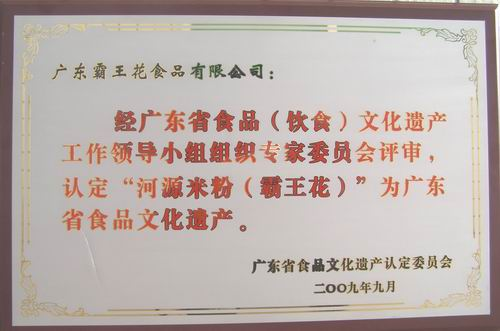 广东霸王花食品有限公司：
经广东省食品（饮食）文化遗产
工作领导小组组织专家委员会评审，
认定“河源米粉（霸王花）”为广东
省食品文化遗产。
广东省食品文化遗产认定委员会
二OO九年九月